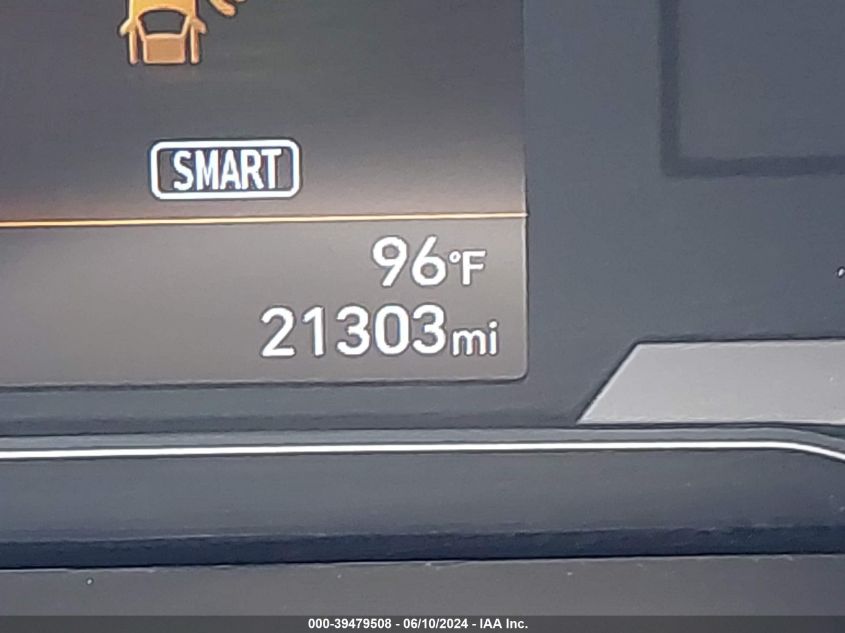 SMART
96°F
21303mi
000-39479508 - 06/10/2024 - IAA Inc.